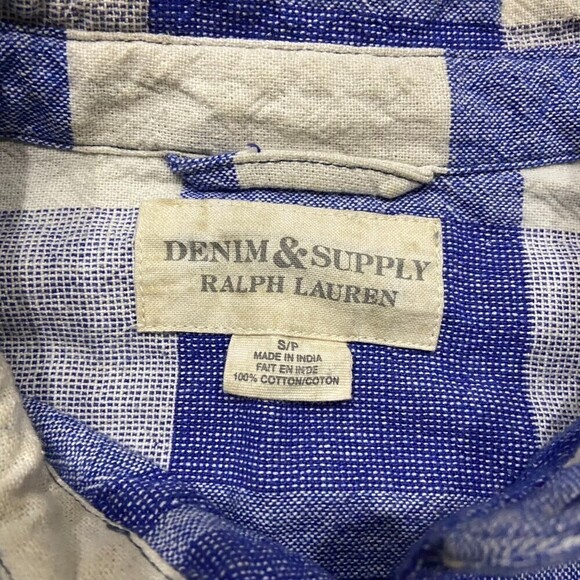 DENIM & SUPPLY
RALPH LAUREN
S/P
MADE IN INDIA
FAIT EN INDE
100% COTTON/COTON